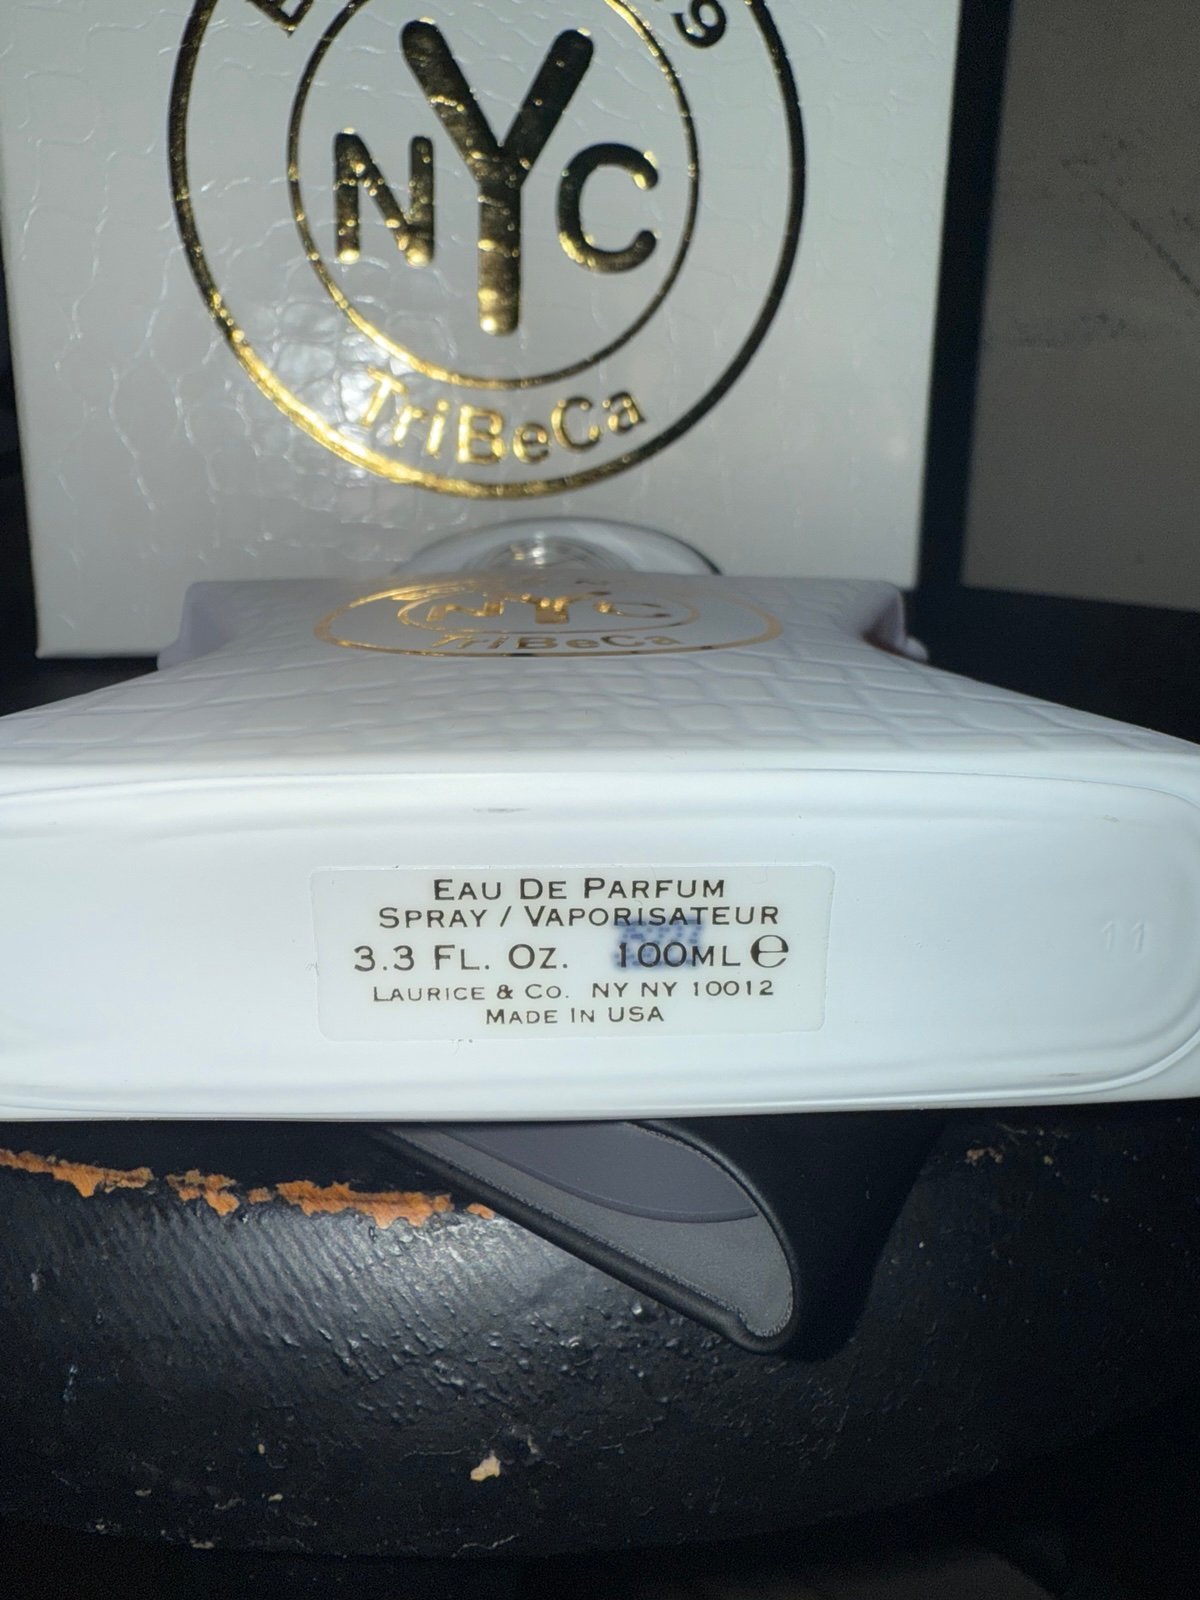 9
NYC
TriBeCa
NYC
TriBeCa
EAU DE PARFUM
SPRAY / VAPORISATEUR
3.3 FL. OZ. 100ML ℮
LAURICE & CO. NY NY 10012
MADE IN USA
11